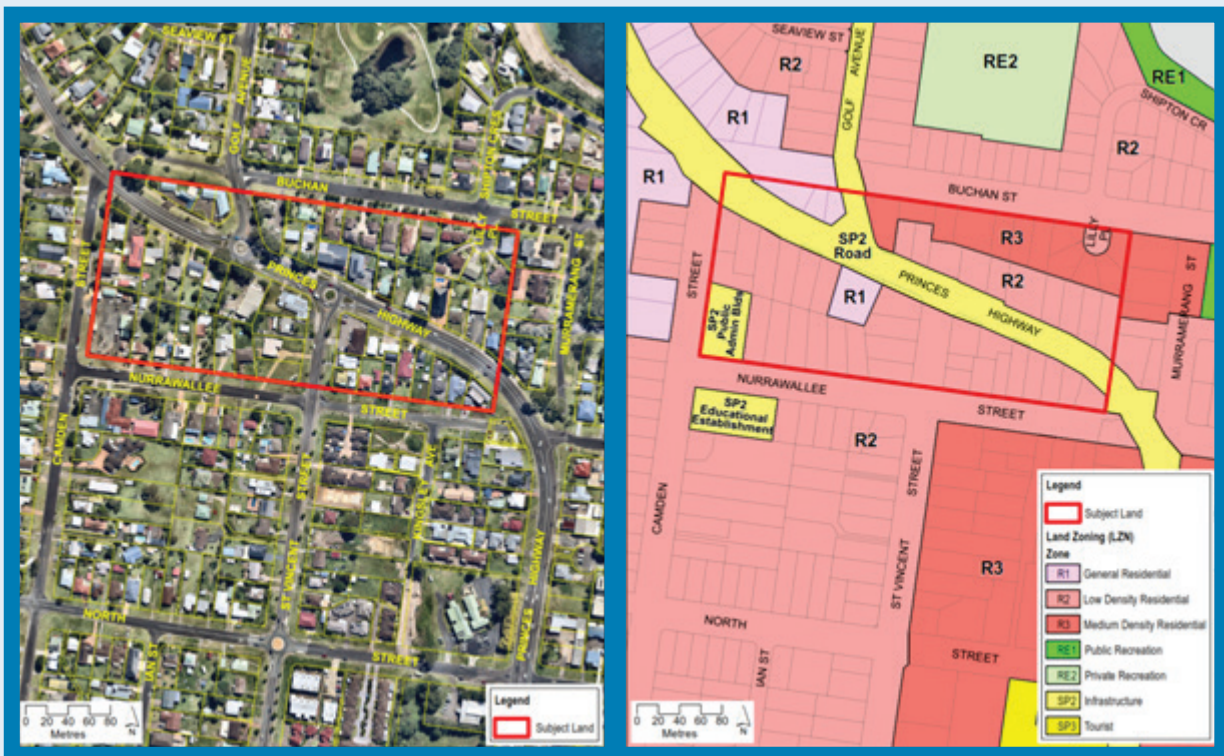 SEAVIEW ST
GOLF AVENUE
SHIPTON CRES
BUCHAN
STREET
LILLY
MURRAMERANG ST
STREET
PRINCES
HIGHWAY
NURRAWALLEE
STREET
CAMDEN
STREET
KINGSLEY AVE
ST VINCENT
HIGHWAY
PRINCES
NORTH
STREET
IAN ST
0 20 40 60 80
Metres
N
Legend
Subject Land
SEAVIEW ST
R2
RE2
RE1
SHIPTON CR
AVENUE
GOLF
R1
R2
R1
BUCHAN ST
R3
LILLY PL
SP2
Road
PRINCES
R2
HIGHWAY
R1
STREET
SP2
Public
Admin Blds
MURRAMERANG ST
NURRAWALLEE
STREET
SP2
Educational
Establishment
R2
STREET
CAMDEN
ST VINCENT
R3
NORTH
STREET
IAN ST
0 20 40 60 80
Metres
N
Legend
Subject Land
Land Zoning (LZN)
Zone
R1 General Residential
R2 Low Density Residential
R3 Medium Density Residential
RE1 Public Recreation
RE2 Private Recreation
SP2 Infrastructure
SP3 Tourist